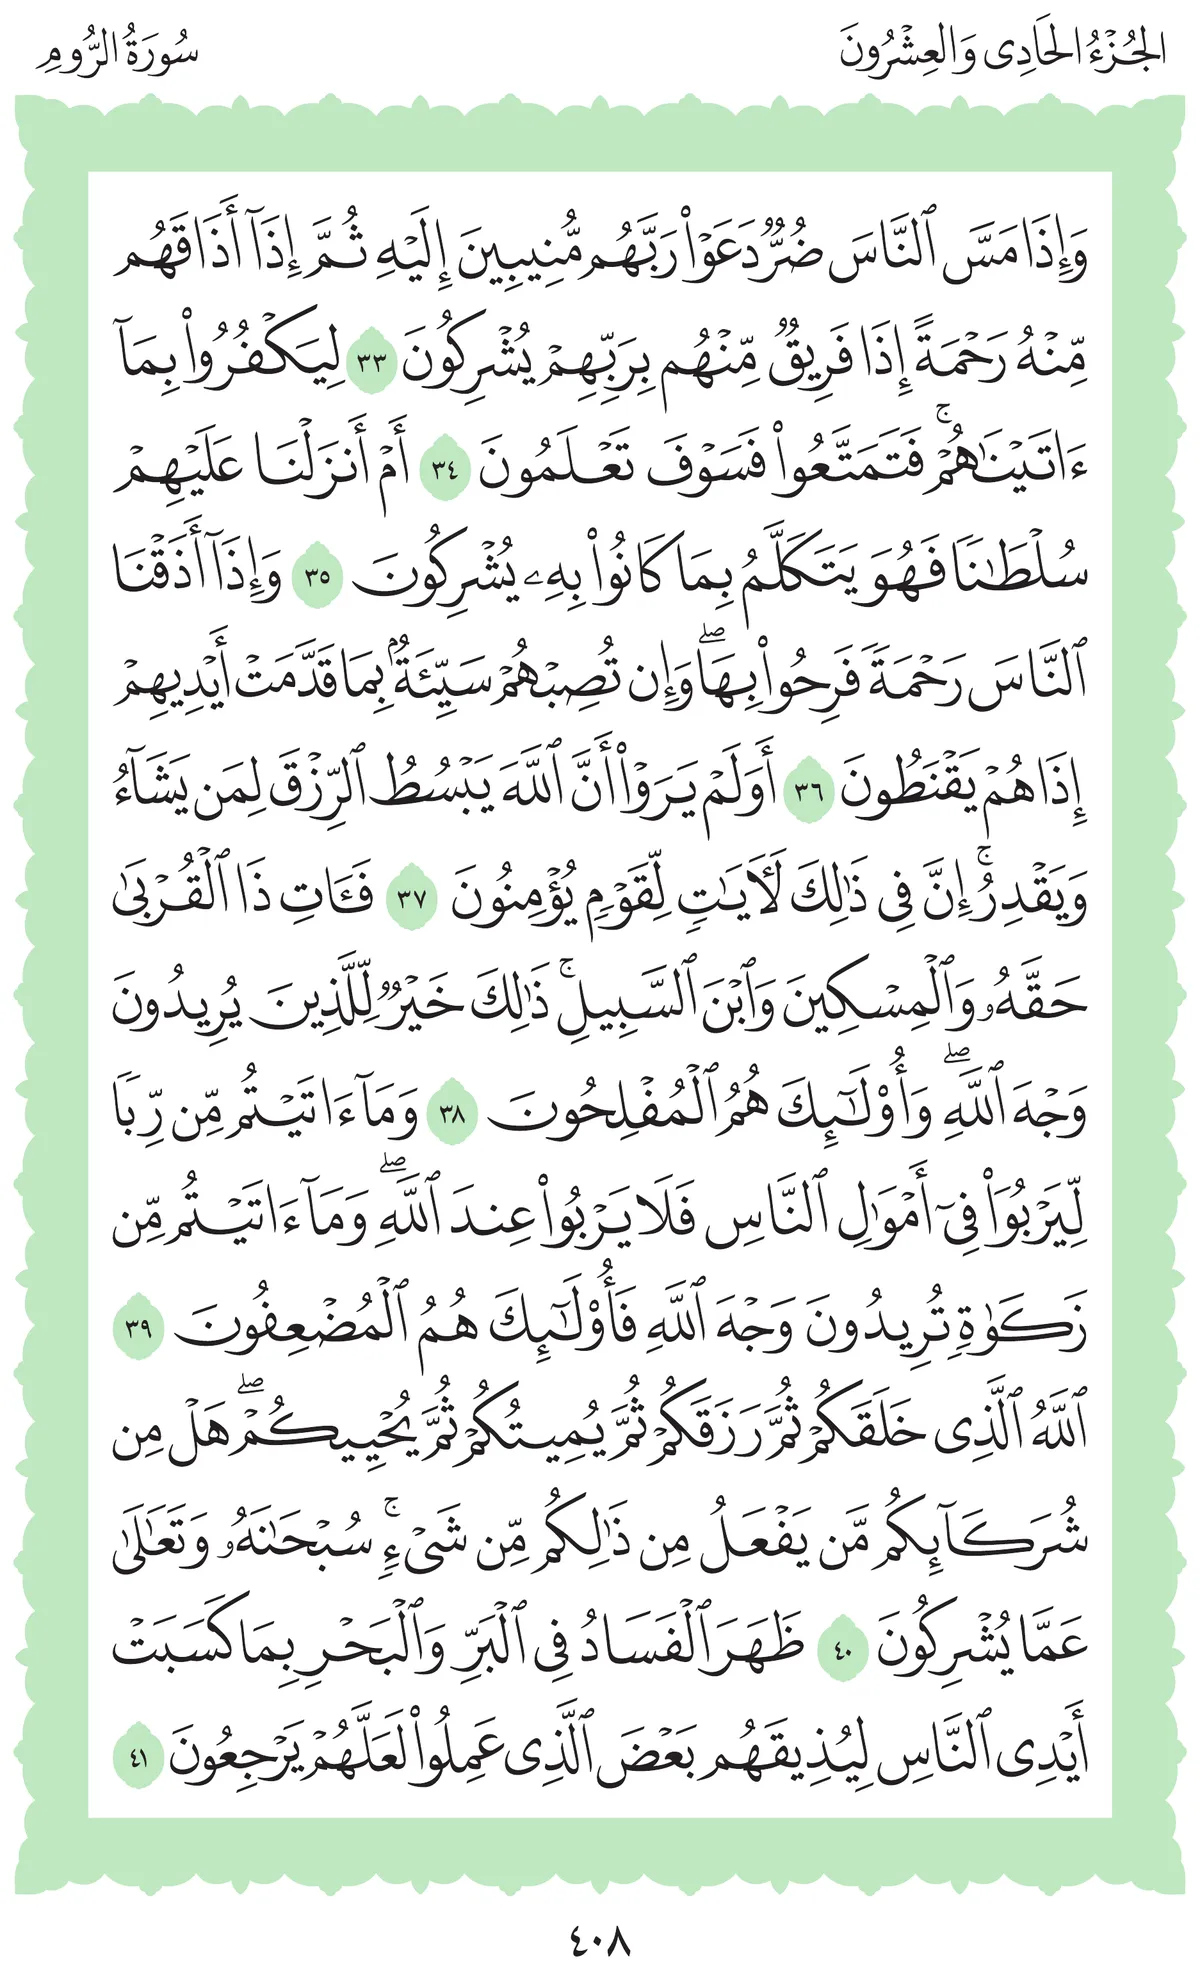 الجُزْءُ الحَادِي وَالعِشْرُونَ
سُورَةُ الرُّومِ
وَإِذَا مَسَّ ٱلنَّاسَ ضُرٌّ دَعَوْا۟ رَبَّهُم مُّنِيبِينَ إِلَيْهِ ثُمَّ إِذَآ أَذَاقَهُم
مِّنْهُ رَحْمَةً إِذَا فَرِيقٌ مِّنْهُم بِرَبِّهِمْ يُشْرِكُونَ ٣٣ لِيَكْفُرُوا۟ بِمَآ
ءَاتَيْنَٰهُمْ ۚ فَتَمَتَّعُوا۟ فَسَوْفَ تَعْلَمُونَ ٣٤ أَمْ أَنزَلْنَا عَلَيْهِمْ
سُلْطَٰنًا فَهُوَ يَتَكَلَّمُ بِمَا كَانُوا۟ بِهِۦ يُشْرِكُونَ ٣٥ وَإِذَآ أَذَقْنَا
ٱلنَّاسَ رَحْمَةً فَرِحُوا۟ بِهَا ۖ وَإِن تُصِبْهُمْ سَيِّئَةٌۢ بِمَا قَدَّمَتْ أَيْدِيهِمْ
إِذَا هُمْ يَقْنَطُونَ ٣٦ أَوَلَمْ يَرَوْا۟ أَنَّ ٱللَّهَ يَبْسُطُ ٱلرِّزْقَ لِمَن يَشَآءُ
وَيَقْدِرُ ۚ إِنَّ فِى ذَٰلِكَ لَءَايَٰتٍ لِّقَوْمٍ يُؤْمِنُونَ ٣٧ فَـَٔاتِ ذَا ٱلْقُرْبَىٰ
حَقَّهُۥ وَٱلْمِسْكِينَ وَٱبْنَ ٱلسَّبِيلِ ۚ ذَٰلِكَ خَيْرٌ لِّلَّذِينَ يُرِيدُونَ
وَجْهَ ٱللَّهِ ۖ وَأُو۟لَٰٓئِكَ هُمُ ٱلْمُفْلِحُونَ ٣٨ وَمَآ ءَاتَيْتُم مِّن رِّبًا
لِّيَرْبُوَا۟ فِىٓ أَمْوَٰلِ ٱلنَّاسِ فَلَا يَرْبُوا۟ عِندَ ٱللَّهِ ۖ وَمَآ ءَاتَيْتُم مِّن
زَكَوٰةٍ تُرِيدُونَ وَجْهَ ٱللَّهِ فَأُو۟لَٰٓئِكَ هُمُ ٱلْمُضْعِفُونَ ٣٩
ٱللَّهُ ٱلَّذِى خَلَقَكُمْ ثُمَّ رَزَقَكُمْ ثُمَّ يُمِيتُكُمْ ثُمَّ يُحْيِيكُمْ ۖ هَلْ مِن
شُرَكَآئِكُم مَّن يَفْعَلُ مِن ذَٰلِكُم مِّن شَىْءٍ ۚ سُبْحَٰنَهُۥ وَتَعَٰلَىٰ
عَمَّا يُشْرِكُونَ ٤٠ ظَهَرَ ٱلْفَسَادُ فِى ٱلْبَرِّ وَٱلْبَحْرِ بِمَا كَسَبَتْ
أَيْدِى ٱلنَّاسِ لِيُذِيقَهُم بَعْضَ ٱلَّذِى عَمِلُوا۟ لَعَلَّهُمْ يَرْجِعُونَ ٤١
٤٠٨